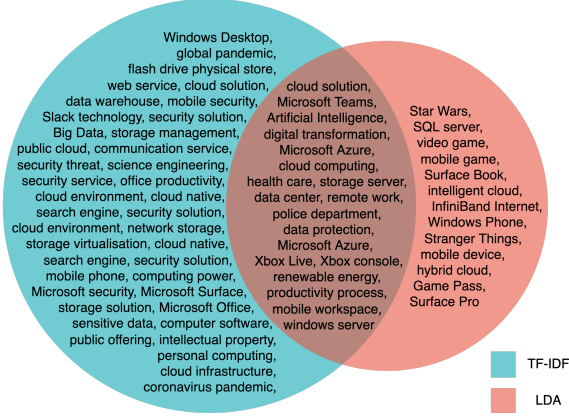 Windows Desktop,
global pandemic,
flash drive physical store,
web service, cloud solution,
data warehouse, mobile security,
Slack technology, security solution,
Big Data, storage management,
public cloud, communication service,
security threat, science engineering,
security service, office productivity,
cloud environment, cloud native,
search engine, security solution,
cloud environment, network storage,
storage virtualisation, cloud native,
search engine, security solution,
mobile phone, computing power,
Microsoft security, Microsoft Surface,
storage solution, Microsoft Office,
sensitive data, computer software,
public offering, intellectual property,
personal computing,
cloud infrastructure,
coronavirus pandemic,
cloud solution,
Microsoft Teams,
Artificial Intelligence,
digital transformation,
Microsoft Azure,
cloud computing,
health care, storage server,
data center, remote work,
police department,
data protection,
Microsoft Azure,
Xbox Live, Xbox console,
renewable energy,
productivity process,
mobile workspace,
windows server
Star Wars,
SQL server,
video game,
mobile game,
Surface Book,
intelligent cloud,
InfiniBand Internet,
Windows Phone,
Stranger Things,
mobile device,
hybrid cloud,
Game Pass,
Surface Pro
TF-IDF
LDA